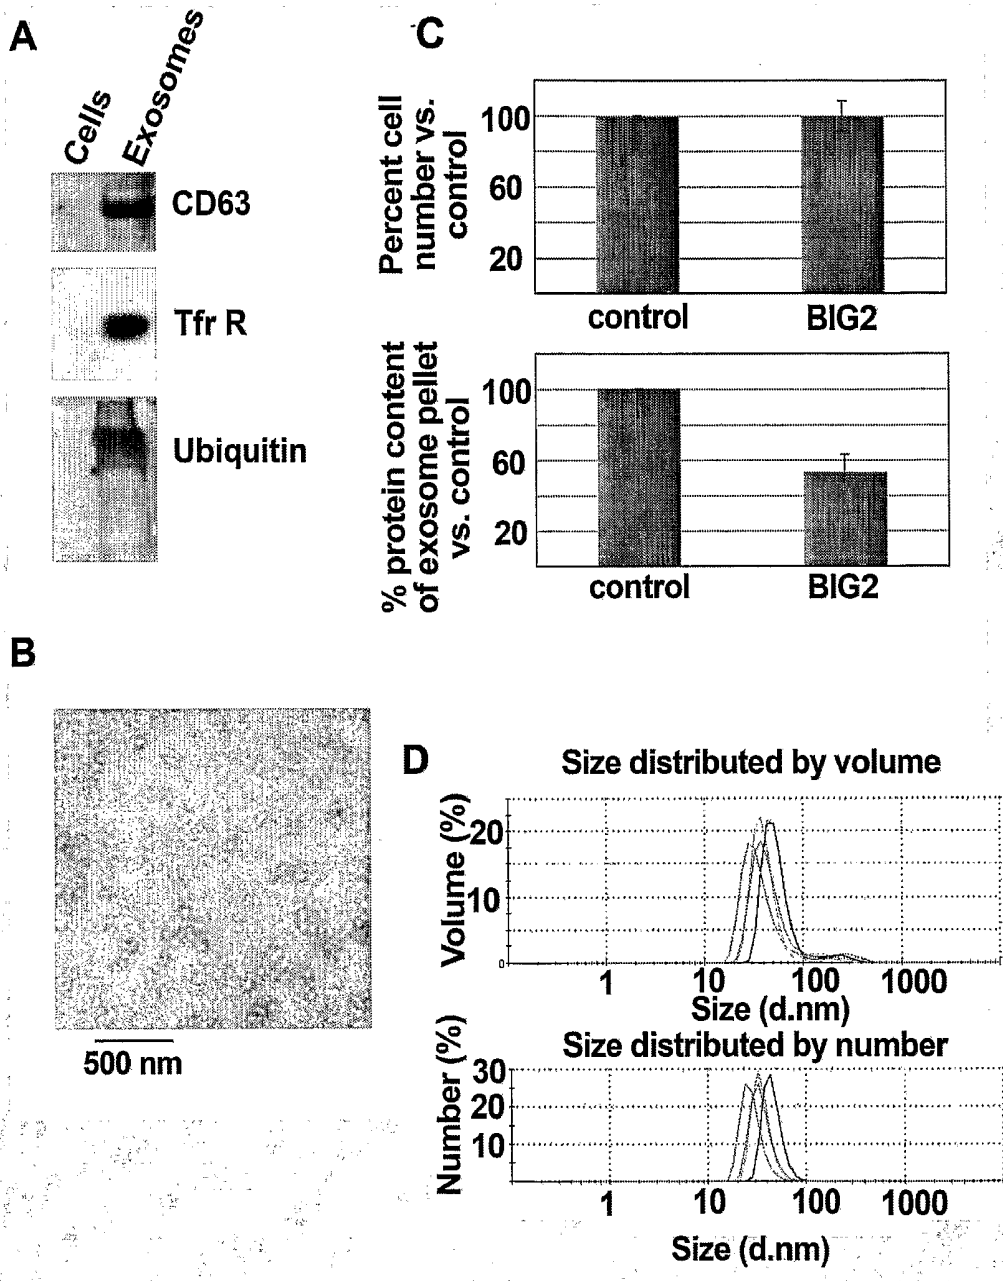 A
Cells
Exosomes
CD63
Tfr R
Ubiquitin
C
Percent cell
number vs.
control
100
60
20
control
BIG2
% protein content
of exosome pellet
vs. control
100
60
20
control
BIG2
B
500 nm
D
Size distributed by volume
Volume (%)
20
10
0
1
10
100
1000
Size (d.nm)
Size distributed by number
Number (%)
30
20
10
1
10
100
1000
Size (d.nm)